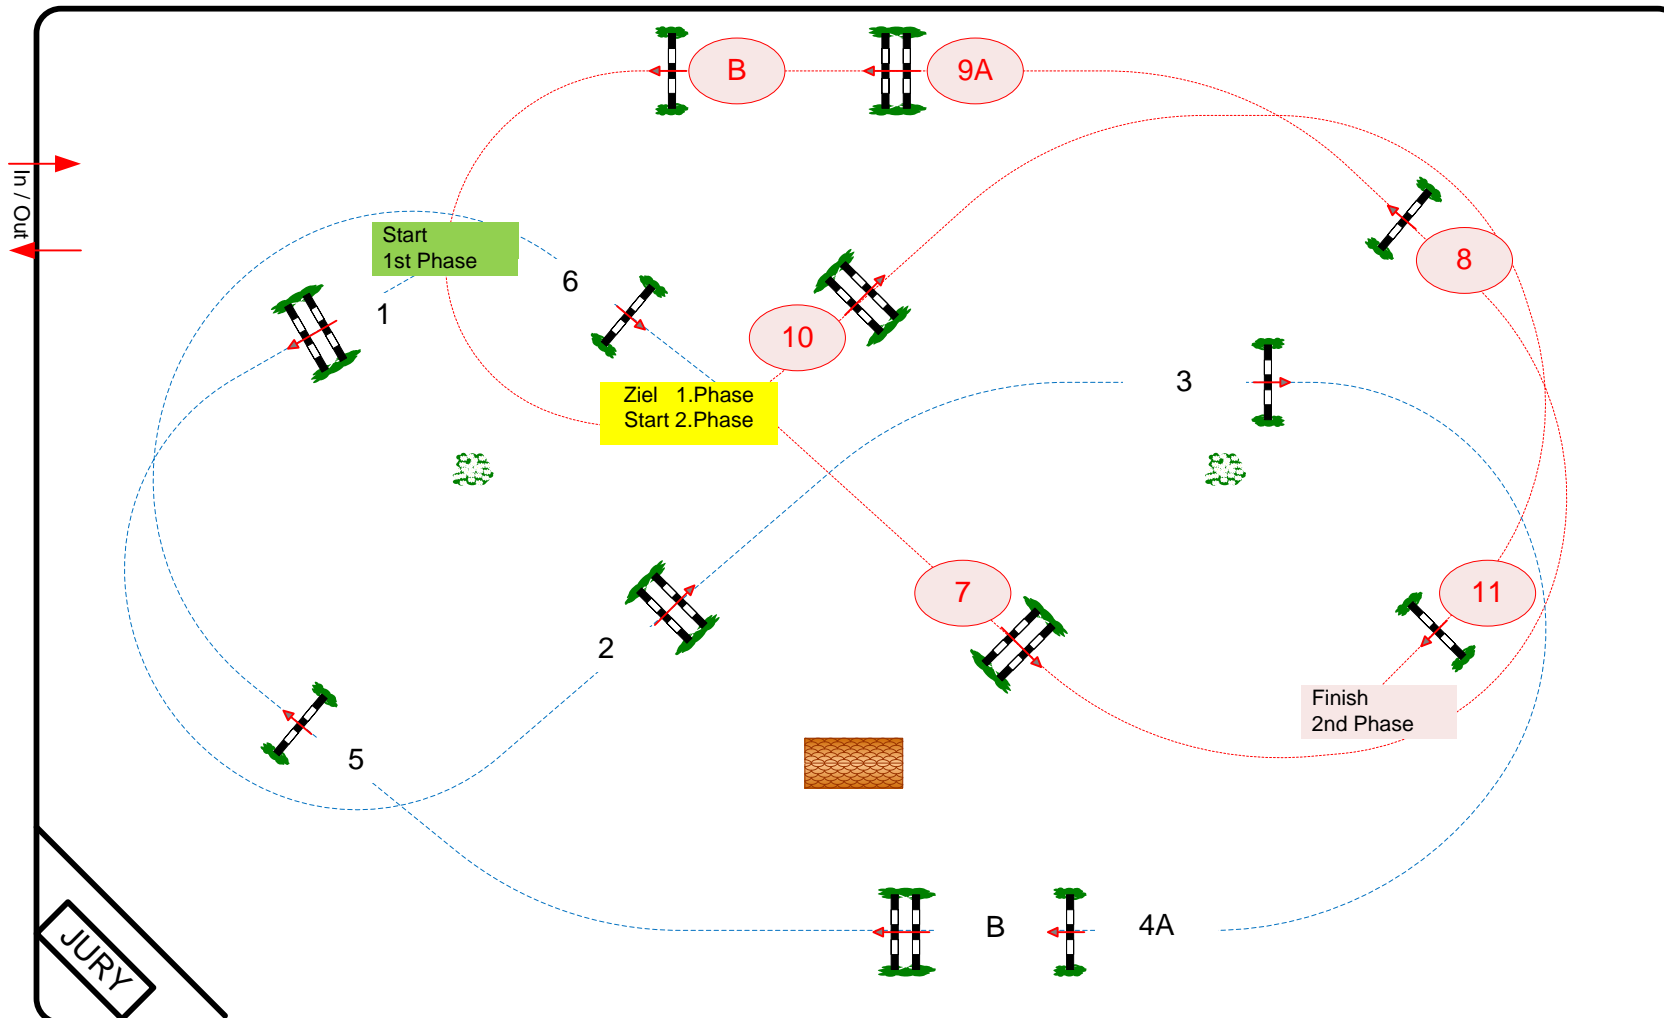 B
9A
In / Out
Start
1st Phase
8
6
1
10
3
Ziel   1.Phase
Start 2.Phase
7
11
2
Finish
2nd Phase
5
B
4A
JURY